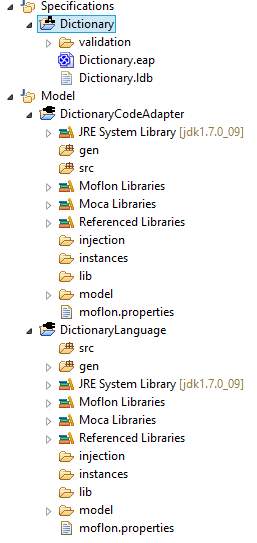 Specifications
Dictionary
validation
Dictionary.eap
Dictionary.ldb
Model
DictionaryCodeAdapter
JRE System Library [jdk1.7.0_09]
gen
src
Moflon Libraries
Moca Libraries
Referenced Libraries
injection
instances
lib
model
moflon.properties
DictionaryLanguage
src
gen
JRE System Library [jdk1.7.0_09]
Moflon Libraries
Moca Libraries
Referenced Libraries
injection
instances
lib
model
moflon.properties